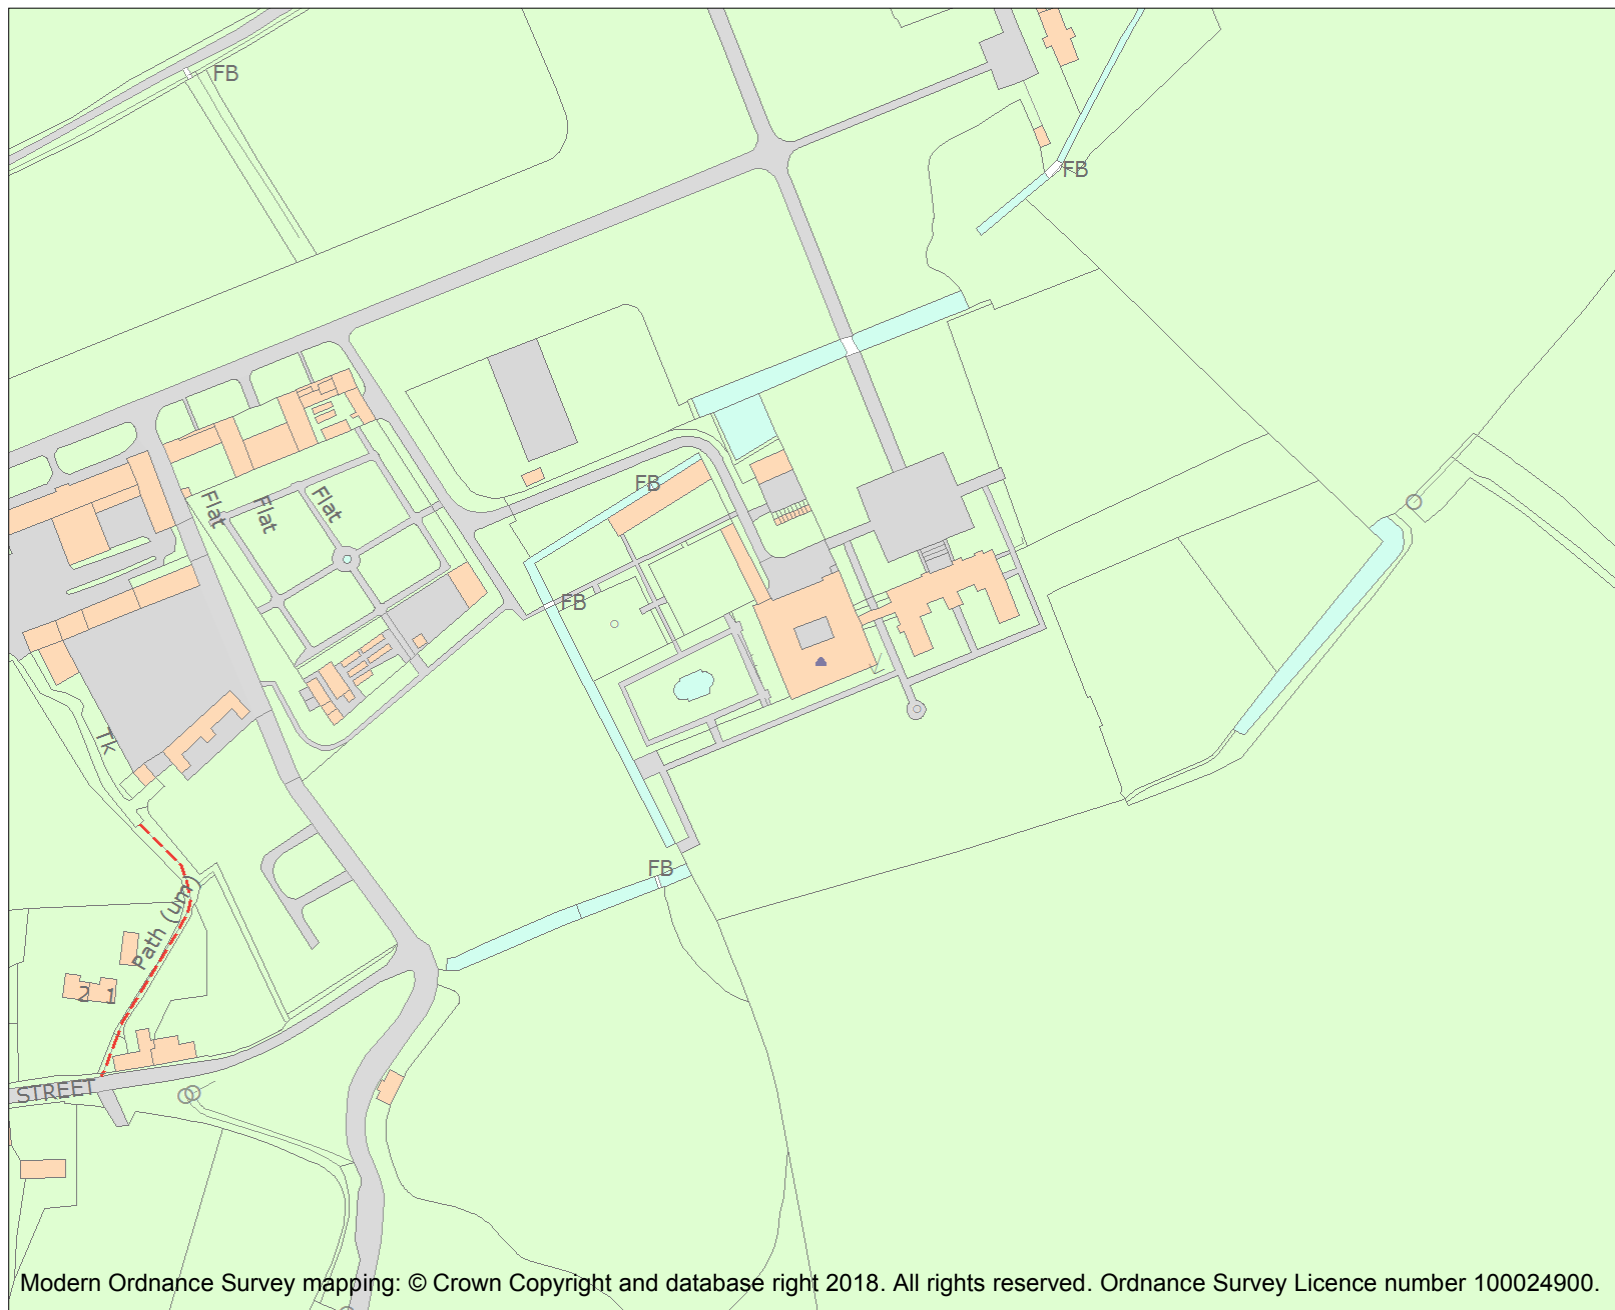 FB
FB
FB
Flat
Flat
Flat
FB
Tk
FB
Path (um)
2 1
STREET
Modern Ordnance Survey mapping: © Crown Copyright and database right 2018. All rights reserved. Ordnance Survey Licence number 100024900.